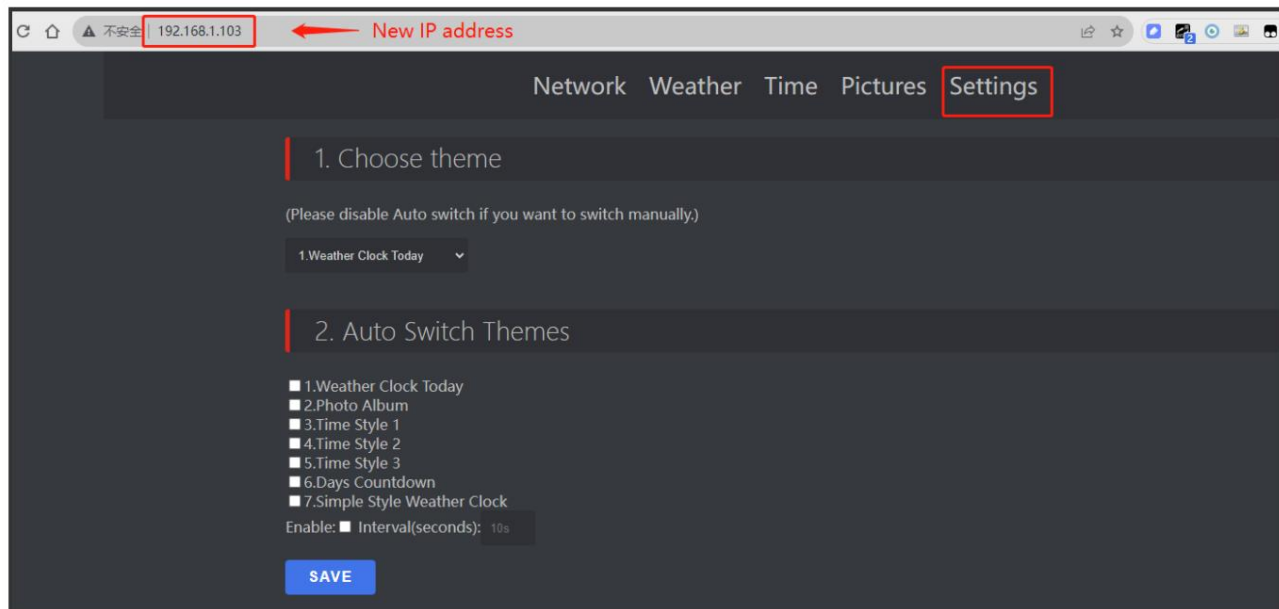 不安全 192.168.1.103 New IP address
2
Network Weather Time Pictures Settings
1. Choose theme
(Please disable Auto switch if you want to switch manually.)
1.Weather Clock Today
2. Auto Switch Themes
1.Weather Clock Today
2.Photo Album
3.Time Style 1
4.Time Style 2
5.Time Style 3
6.Days Countdown
7.Simple Style Weather Clock
Enable: Interval(seconds): 10s
SAVE